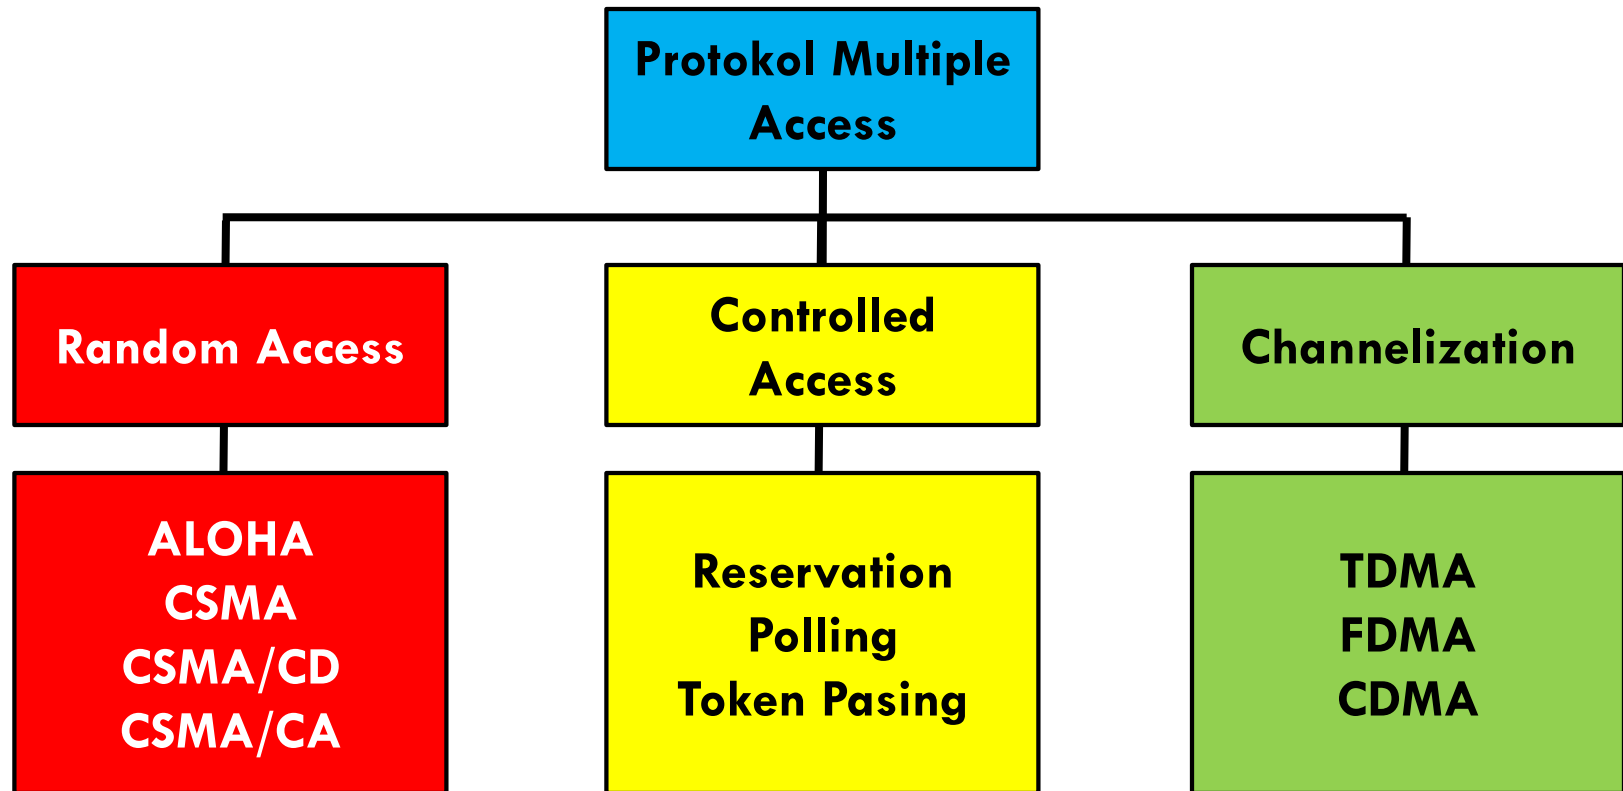 Protokol Multiple
Access
Random Access
Controlled
Access
Channelization
ALOHA
CSMA
CSMA/CD
CSMA/CA
Reservation
Polling
Token Pasing
TDMA
FDMA
CDMA